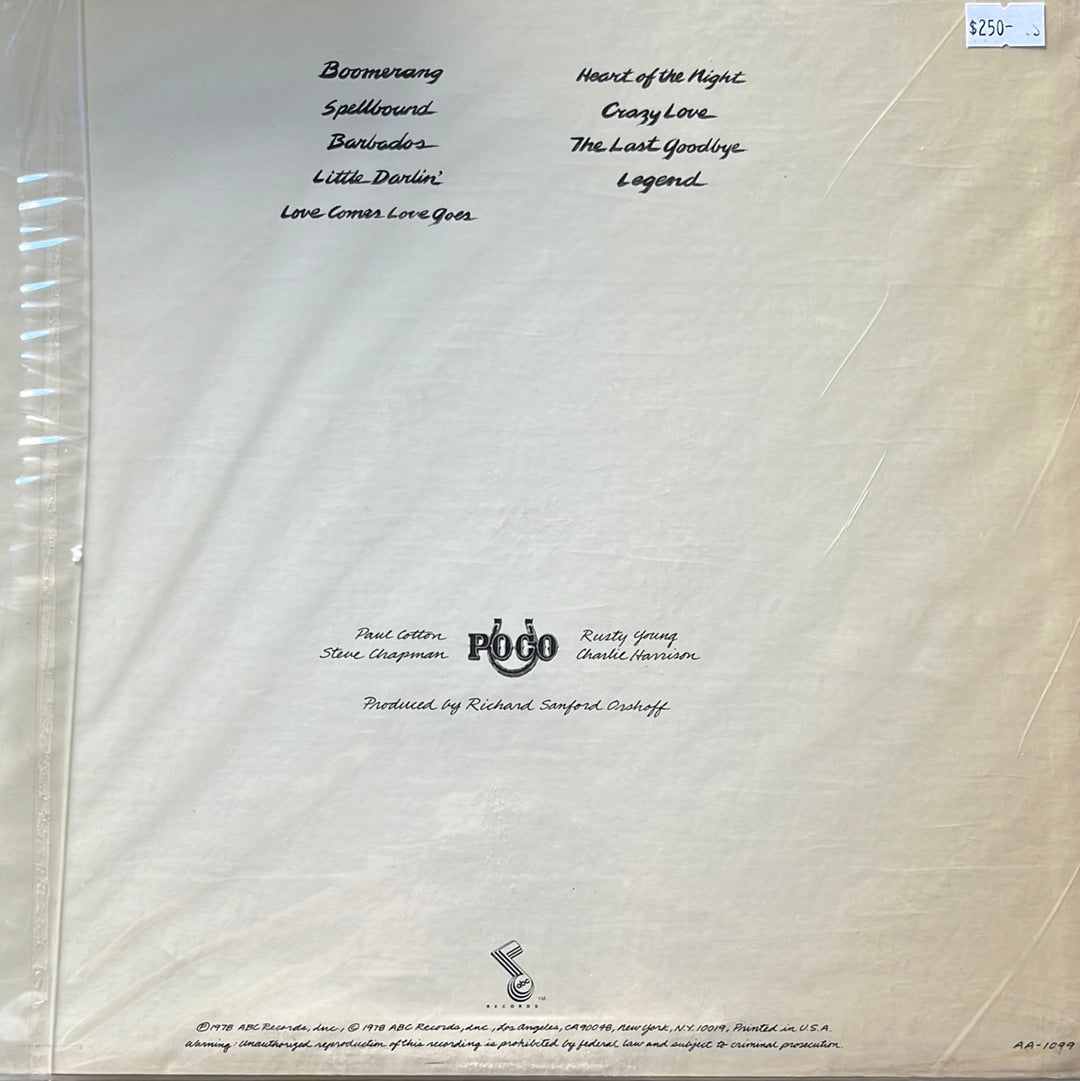 $250-
Boomerang
Spellbound
Barbados
Little Darlin'
Love Comes Love Goes
Heart of the Night
Crazy Love
The Last Goodbye
Legend
Paul Cotton
Steve Chapman
POCO
Rusty Young
Charlie Harrison
Produced by Richard Sanford Orshoff
abc
TM
RECORDS
Ⓟ1978 ABC Records, Inc., © 1978 ABC Records, Inc., Los Angeles, CA 90048, New York, N.Y. 10019, Printed in U.S.A.
Warning: Unauthorized reproduction of this recording is prohibited by federal law and subject to criminal prosecution.
AA-1099